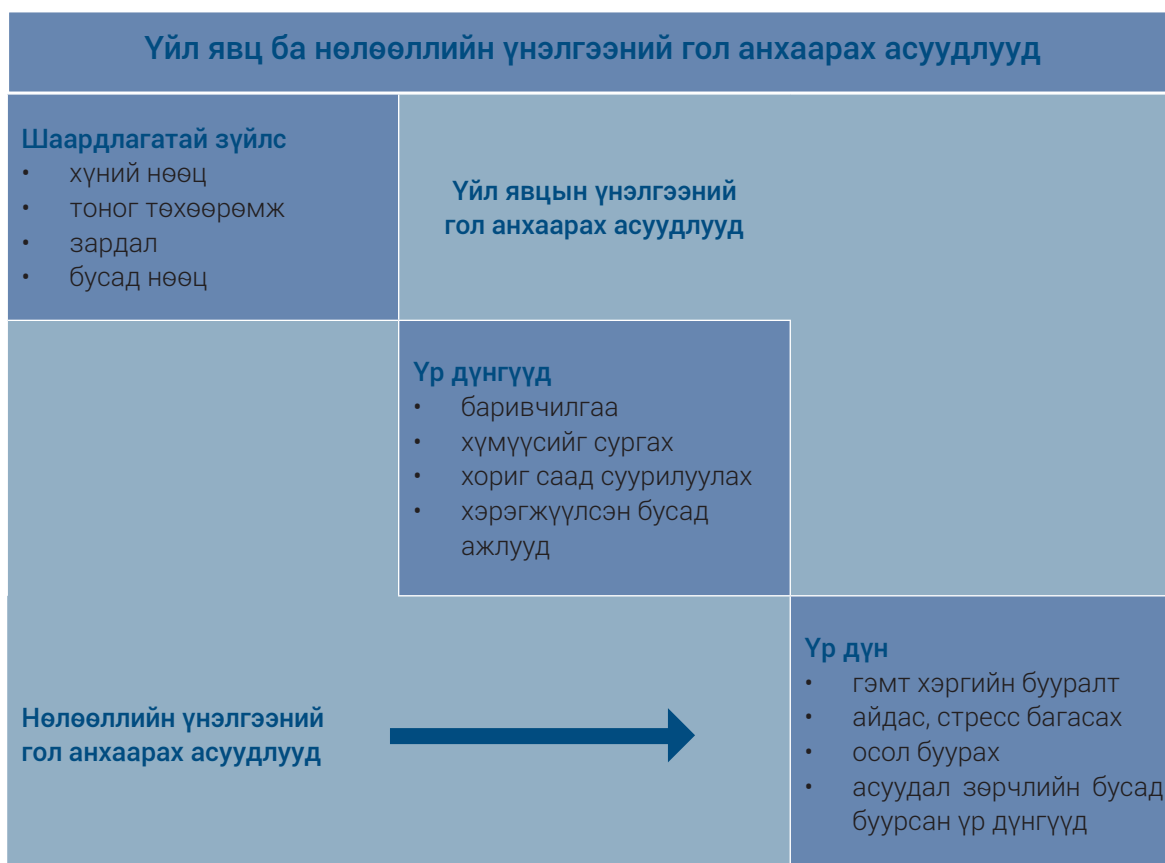 Үйл явц ба нөлөөллийн үнэлгээний гол анхаарах асуудлууд
Шаардлагатай зүйлс
• хүний нөөц
• тоног төхөөрөмж
• зардал
• бусад нөөц
Үйл явцын үнэлгээний
гол анхаарах асуудлууд
Үр дүнгүүд
• баривчилгаа
• хүмүүсийг сургах
• хориг саад суурилуулах
• хэрэгжүүлсэн бусад
ажлууд
Нөлөөллийн үнэлгээний
гол анхаарах асуудлууд
Үр дүн
• гэмт хэргийн бууралт
• айдас, стресс багасах
• осол буурах
• асуудал зөрчлийн бусад
буурсан үр дүнгүүд